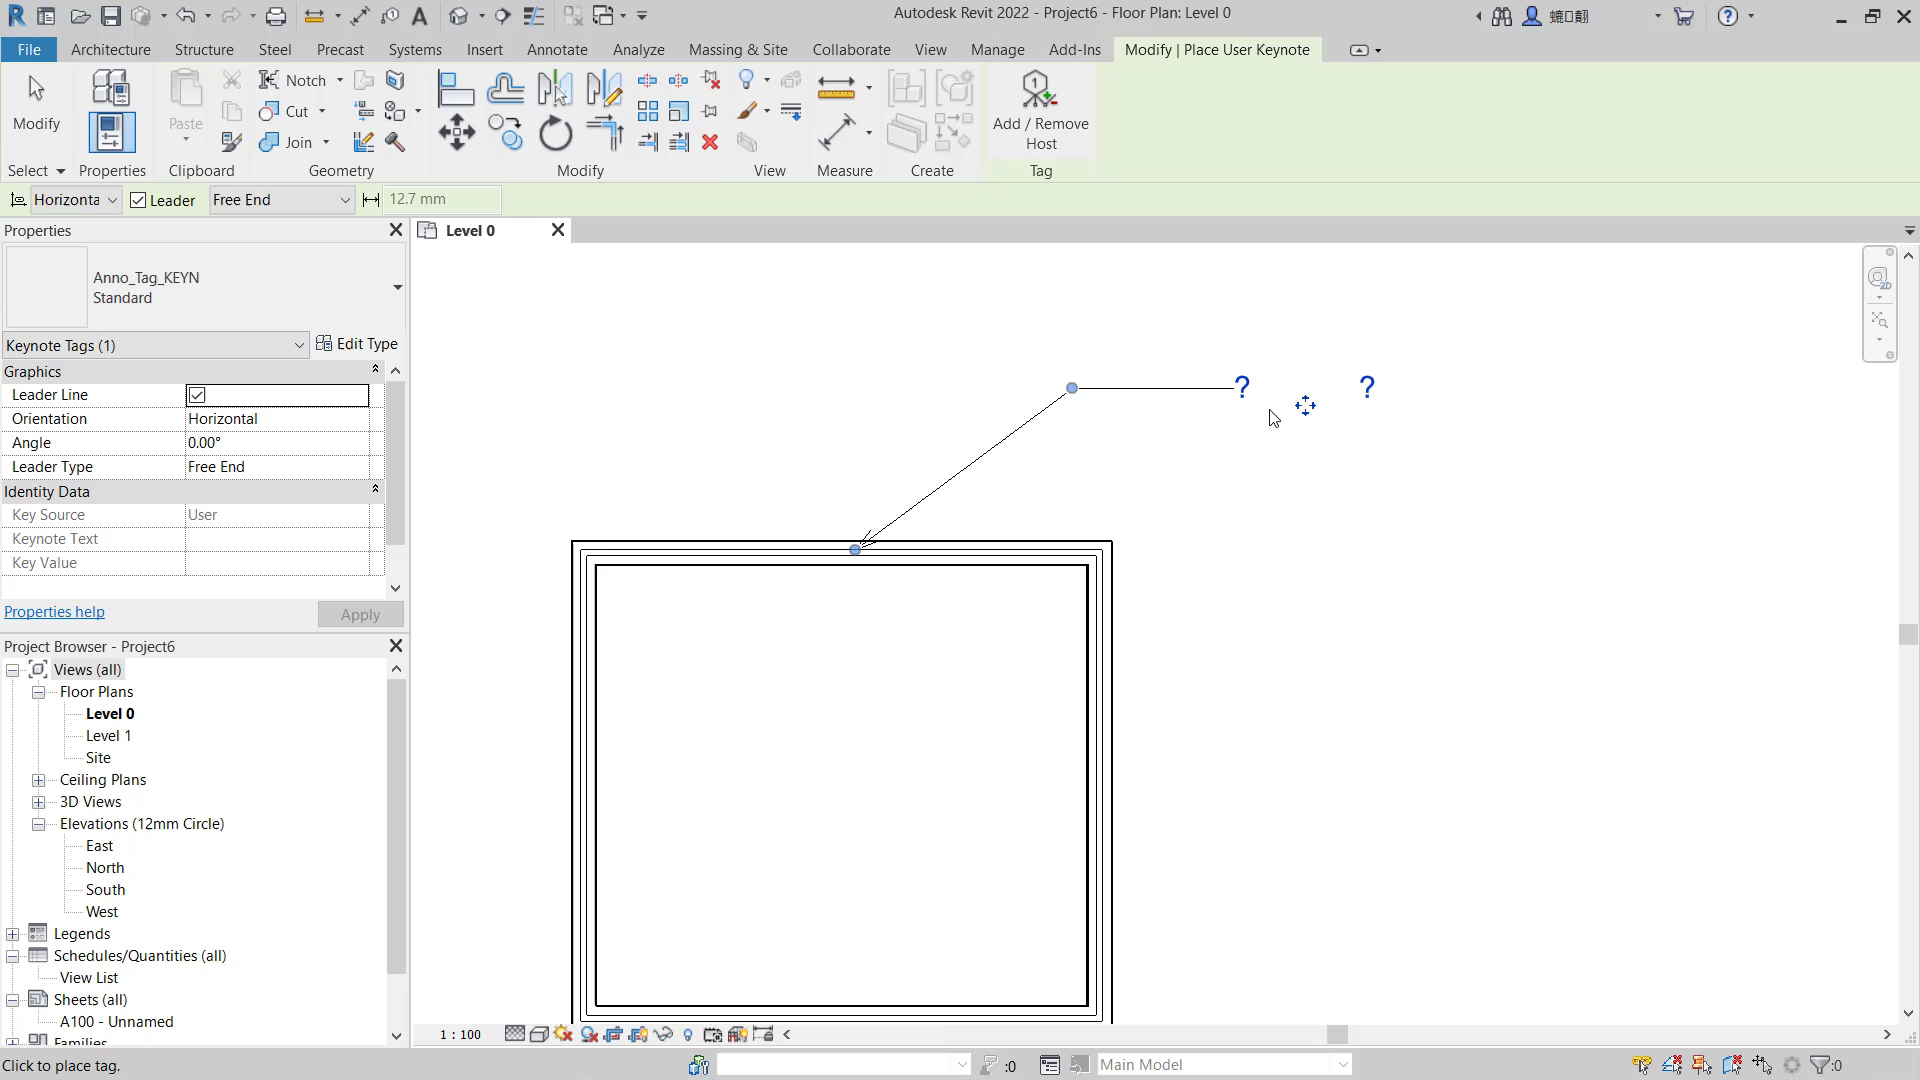 Autodesk Revit 2022 - Project6 - Floor Plan: Level 0
File
Architecture
Structure
Steel
Precast
Systems
Insert
Annotate
Analyze
Massing & Site
Collaborate
View
Manage
Add-Ins
Modify | Place User Keynote
Modify
Paste
Notch
Cut
Join
Add / Remove
Host
Select
Properties
Clipboard
Geometry
Modify
View
Measure
Create
Tag
Horizonta
Leader
Free End
12.7 mm
Properties
Level 0
Anno_Tag_KEYN
Standard
Keynote Tags (1)
Edit Type
Graphics
Leader Line
Orientation Horizontal
Angle 0.00°
Leader Type Free End
Identity Data
Key Source User
Keynote Text
Key Value
Properties help
Apply
? ?
Project Browser - Project6
Views (all)
Floor Plans
Level 0
Level 1
Site
Ceiling Plans
3D Views
Elevations (12mm Circle)
East
North
South
West
Legends
Schedules/Quantities (all)
View List
Sheets (all)
A100 - Unnamed
Families
1 : 100
Click to place tag.
:0
Main Model
:0